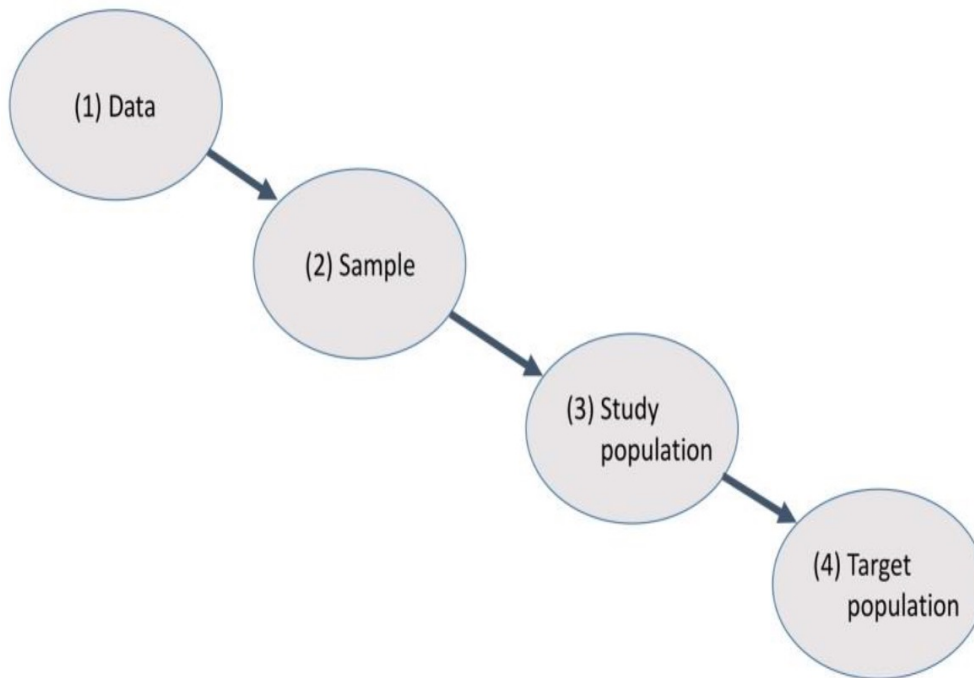 (1) Data
(2) Sample
(3) Study
population
(4) Target
population